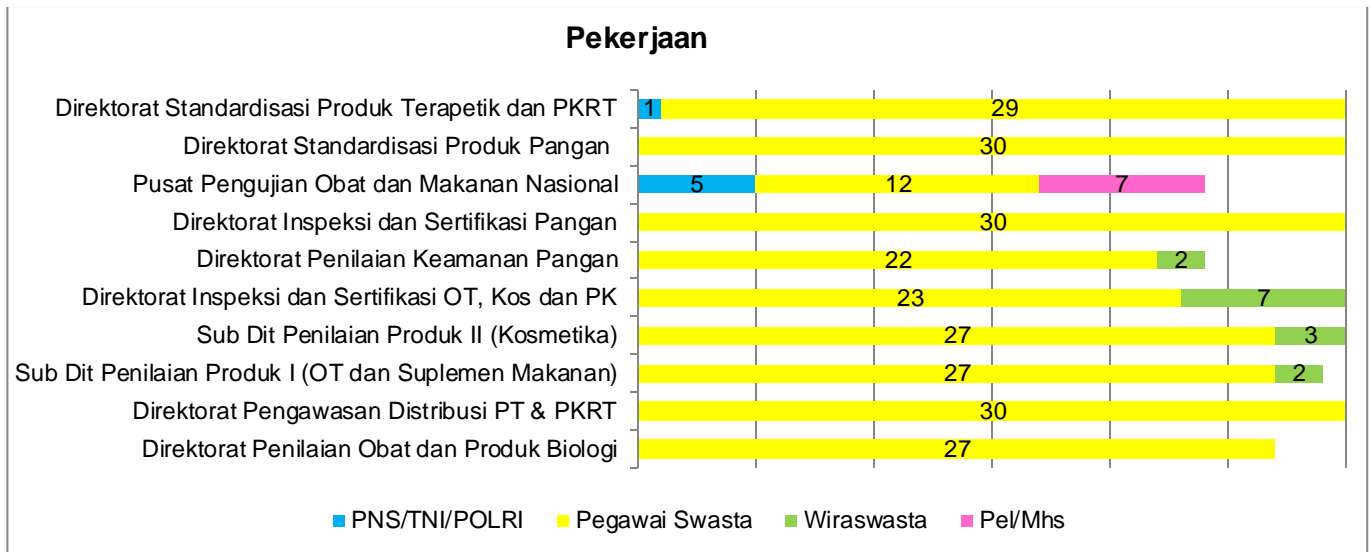 Pekerjaan
Direktorat Standardisasi Produk Terapetik dan PKRT 1 29
Direktorat Standardisasi Produk Pangan 30
Pusat Pengujian Obat dan Makanan Nasional 5 12 7
Direktorat Inspeksi dan Sertifikasi Pangan 30
Direktorat Penilaian Keamanan Pangan 22 2
Direktorat Inspeksi dan Sertifikasi OT, Kos dan PK 23 7
Sub Dit Penilaian Produk II (Kosmetika) 27 3
Sub Dit Penilaian Produk I (OT dan Suplemen Makanan) 27 2
Direktorat Pengawasan Distribusi PT & PKRT 30
Direktorat Penilaian Obat dan Produk Biologi 27
PNS/TNI/POLRI Pegawai Swasta Wiraswasta Pel/Mhs